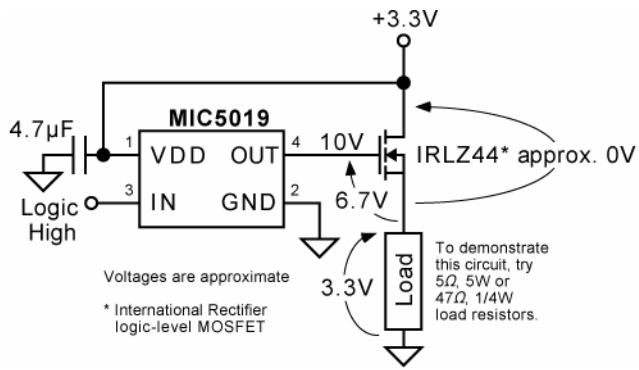 +3.3V
4.7µF
MIC5019
1
VDD
OUT
4
10V
IRLZ44* approx. 0V
3
IN
GND
2
6.7V
Logic
High
Load
3.3V
To demonstrate
this circuit, try
5Ω, 5W or
47Ω, 1/4W
load resistors.
Voltages are approximate
* International Rectifier
logic-level MOSFET